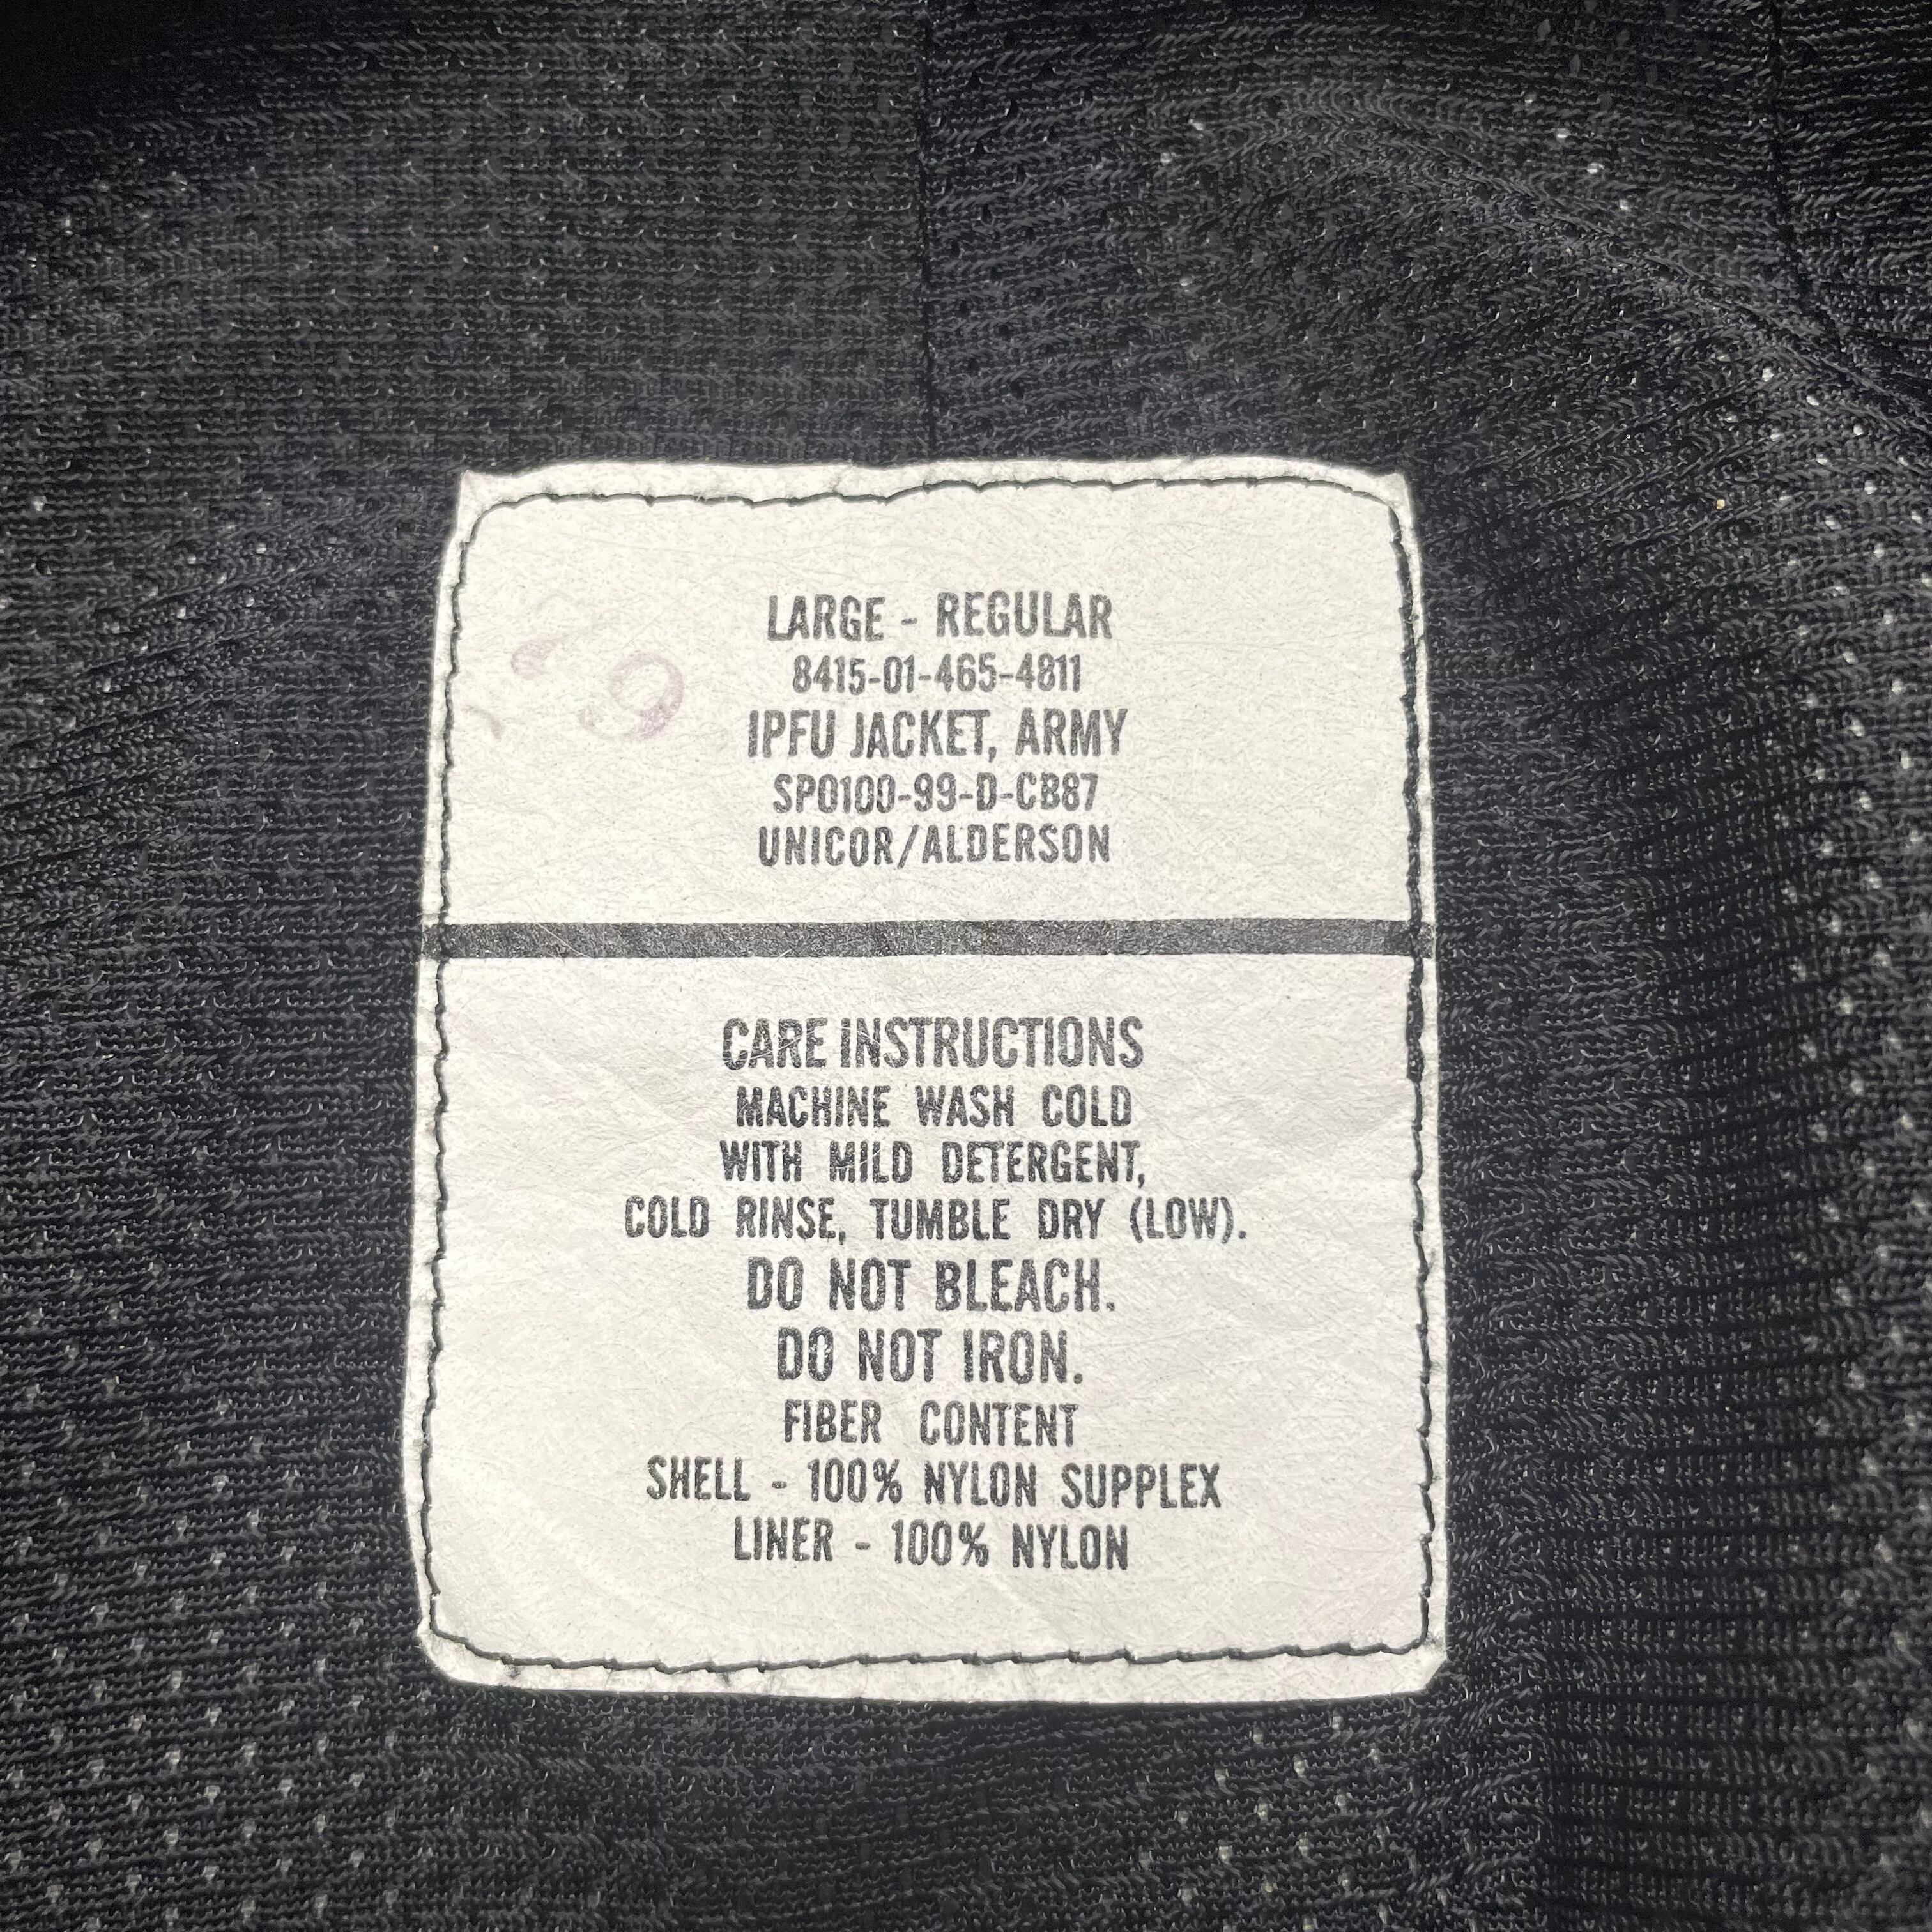 LARGE - REGULAR
8415-01-465-4811
IPFU JACKET, ARMY
SP0100-99-D-CB87
UNICOR/ALDERSON
CARE INSTRUCTIONS
MACHINE WASH COLD
WITH MILD DETERGENT,
COLD RINSE, TUMBLE DRY (LOW).
DO NOT BLEACH.
DO NOT IRON.
FIBER CONTENT
SHELL - 100% NYLON SUPPLEX
LINER - 100% NYLON